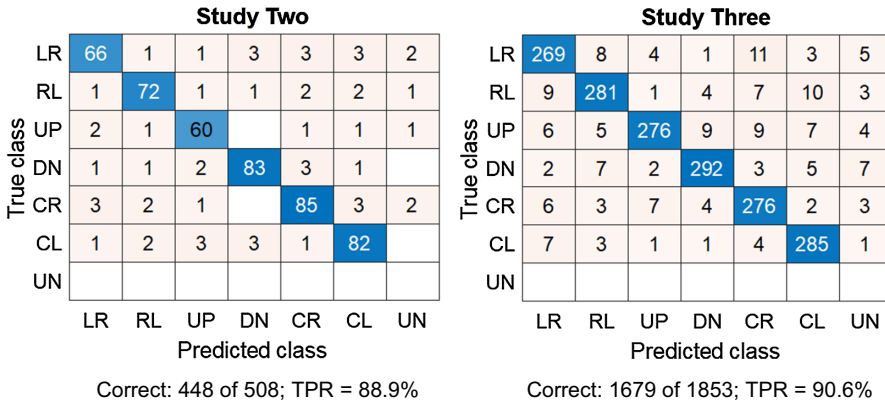 Study Two
Study Three
LR 66 1 1 3 3 3 2
RL 1 72 1 1 2 2 1
UP 2 1 60 1 1 1
DN 1 1 2 83 3 1
CR 3 2 1 85 3 2
CL 1 2 3 3 1 82
UN
LR RL UP DN CR CL UN
True class
Predicted class
Correct: 448 of 508; TPR = 88.9%
LR 269 8 4 1 11 3 5
RL 9 281 1 4 7 10 3
UP 6 5 276 9 9 7 4
DN 2 7 2 292 3 5 7
CR 6 3 7 4 276 2 3
CL 7 3 1 1 4 285 1
UN
LR RL UP DN CR CL UN
True class
Predicted class
Correct: 1679 of 1853; TPR = 90.6%